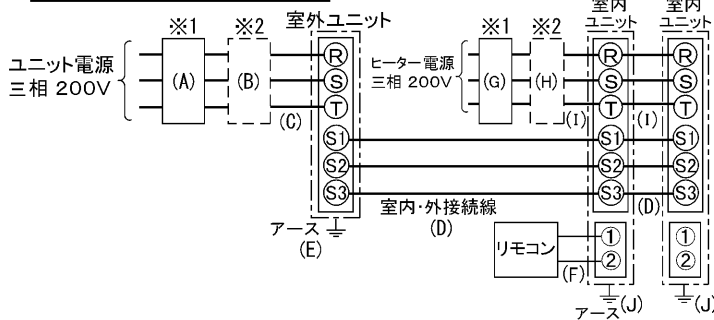 ※1
※2
室外ユニット
ユニット電源
三相 200V
(A)
(B)
(C)
R
S
T
S1
S2
S3
アース
(E)
室内・外接続線
(D)
※1
※2
ヒーター電源
三相 200V
(G)
(H)
(I)
室内
ユニット
R
S
T
S1
S2
S3
(I)
(D)
室内
ユニット
R
S
T
S1
S2
S3
リモコン
(F)
①
②
アース
(J)
①
②
(J)